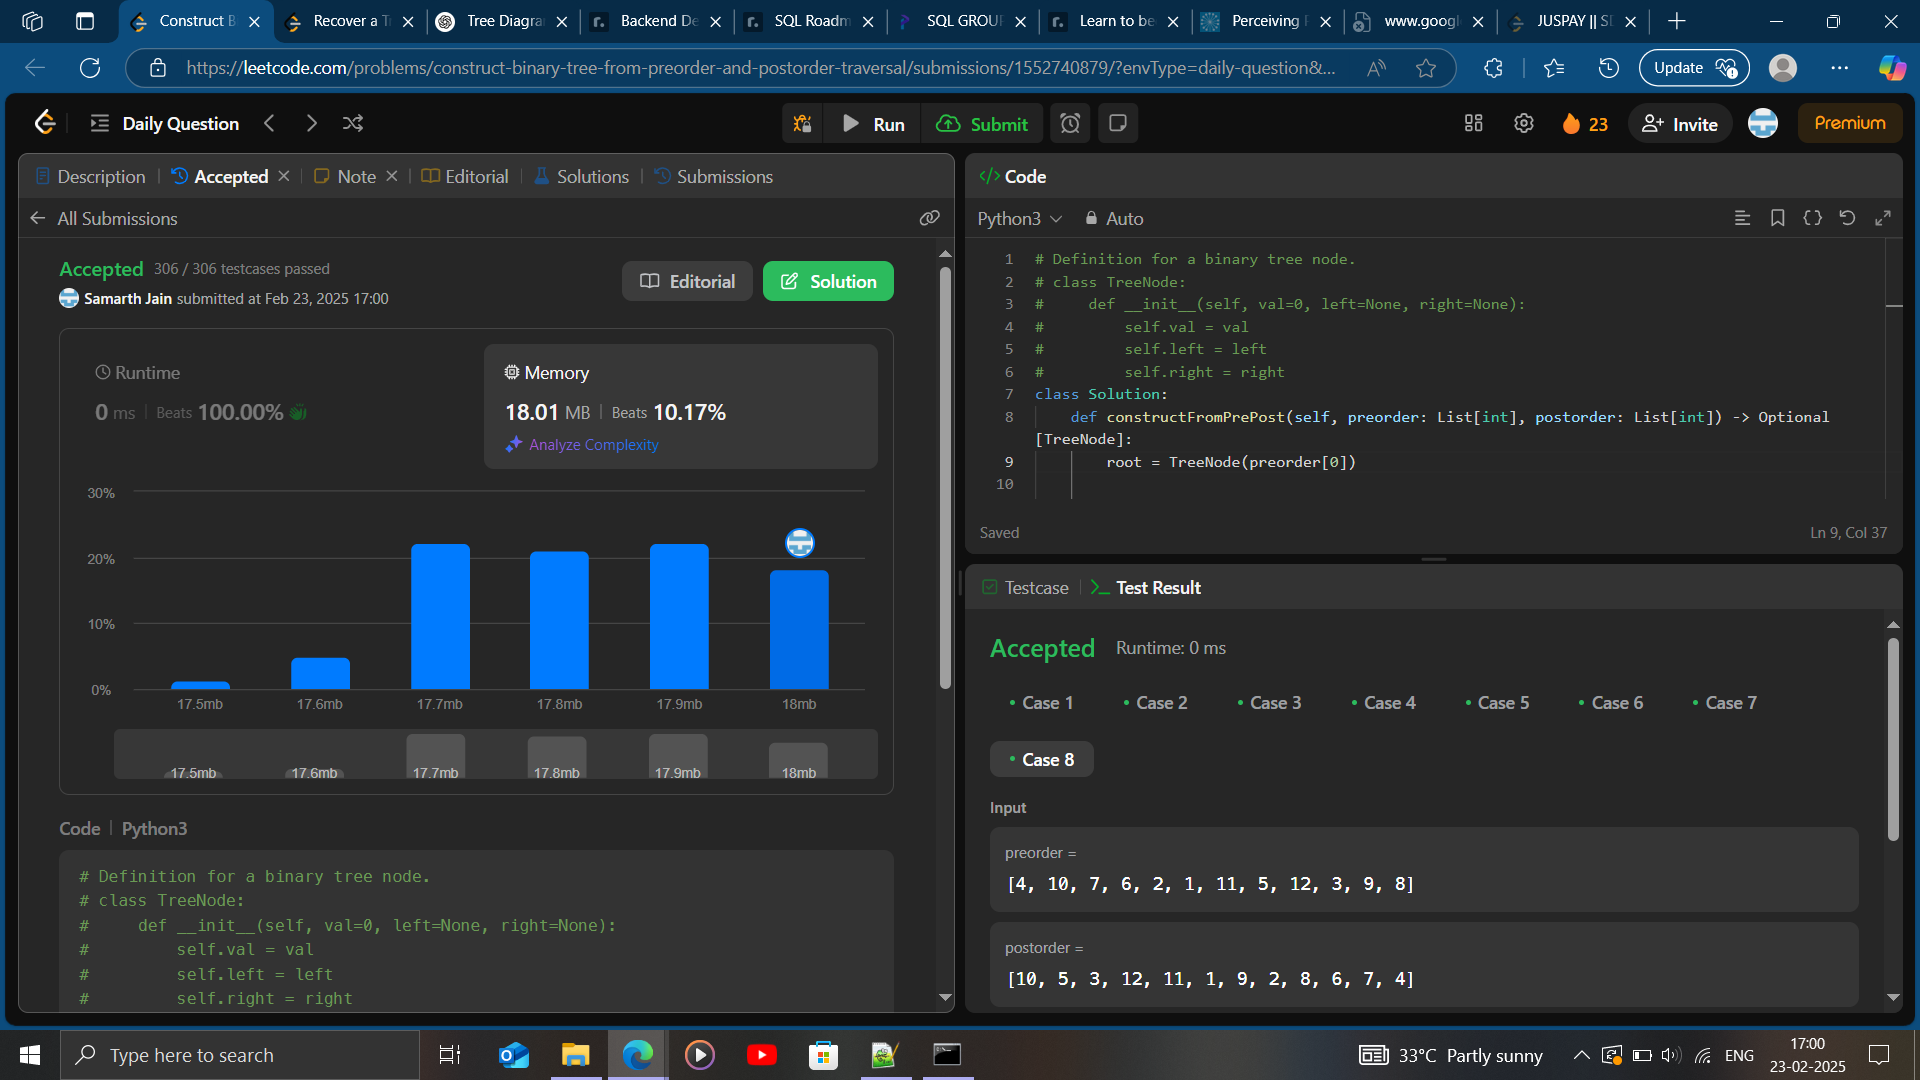 Construct B
Recover a T
Tree Diagra
Backend De
SQL Roadm
SQL GROUP
Learn to be
Perceiving
www.googl
JUSPAY || S
https://leetcode.com/problems/construct-binary-tree-from-preorder-and-postorder-traversal/submissions/1552740879/?envType=daily-question&...
Update
Daily Question
Run
Submit
23
Invite
Premium
Description
Accepted
Note
Editorial
Solutions
Submissions
All Submissions
Accepted 306 / 306 testcases passed
Samarth Jain submitted at Feb 23, 2025 17:00
Editorial
Solution
Runtime
0 ms | Beats 100.00%
Memory
18.01 MB | Beats 10.17%
Analyze Complexity
30%
20%
10%
0%
17.5mb 17.6mb 17.7mb 17.8mb 17.9mb 18mb
17.5mb 17.6mb 17.7mb 17.8mb 17.9mb 18mb
Code | Python3
# Definition for a binary tree node.
# class TreeNode:
#     def __init__(self, val=0, left=None, right=None):
#         self.val = val
#         self.left = left
#         self.right = right
</> Code
Python3
Auto
1 # Definition for a binary tree node.
2 # class TreeNode:
3 #     def __init__(self, val=0, left=None, right=None):
4 #         self.val = val
5 #         self.left = left
6 #         self.right = right
7 class Solution:
8     def constructFromPrePost(self, preorder: List[int], postorder: List[int]) -> Optional
[TreeNode]:
9         root = TreeNode(preorder[0])
10
Saved
Ln 9, Col 37
Testcase
Test Result
Accepted Runtime: 0 ms
Case 1 Case 2 Case 3 Case 4 Case 5 Case 6 Case 7
Case 8
Input
preorder =
[4, 10, 7, 6, 2, 1, 11, 5, 12, 3, 9, 8]
postorder =
[10, 5, 3, 12, 11, 1, 9, 2, 8, 6, 7, 4]
Type here to search
33°C Partly sunny
ENG
17:00
23-02-2025